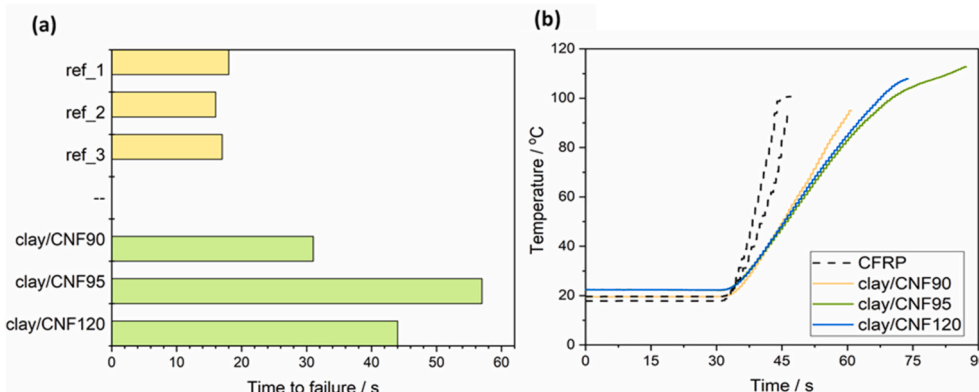 (a)
ref_1
ref_2
ref_3
--
clay/CNF90
clay/CNF95
clay/CNF120
0 10 20 30 40 50 60
Time to failure / s
(b)
120
100
80
60
40
20
0
Temperature / °C
CFRP
clay/CNF90
clay/CNF95
clay/CNF120
0 15 30 45 60 75 90
Time / s